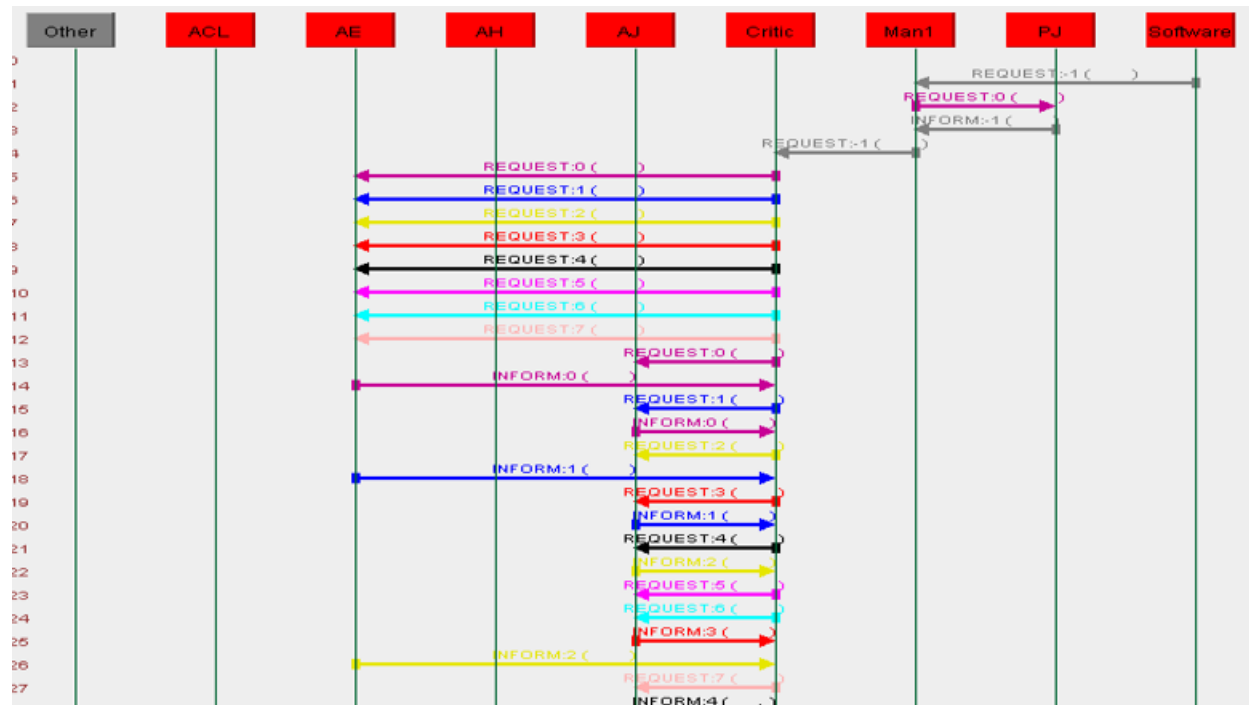 Other ACL AE AH AJ Critic Man1 PJ Software
0
REQUEST:-1 ( )
1
REQUEST:0 ( )
2
INFORM:-1 ( )
3
REQUEST:-1 ( )
4
REQUEST:0 ( )
5
REQUEST:1 ( )
6
REQUEST:2 ( )
7
REQUEST:3 ( )
8
REQUEST:4 ( )
9
REQUEST:5 ( )
10
REQUEST:6 ( )
11
REQUEST:7 ( )
12
REQUEST:0 ( )
13
INFORM:0 ( )
14
REQUEST:1 ( )
15
INFORM:0 ( )
16
REQUEST:2 ( )
17
INFORM:1 ( )
18
REQUEST:3 ( )
19
INFORM:1 ( )
20
REQUEST:4 ( )
21
INFORM:2 ( )
22
REQUEST:5 ( )
23
REQUEST:6 ( )
24
INFORM:3 ( )
25
INFORM:2 ( )
26
REQUEST:7 ( )
27
INFORM:4 ( )